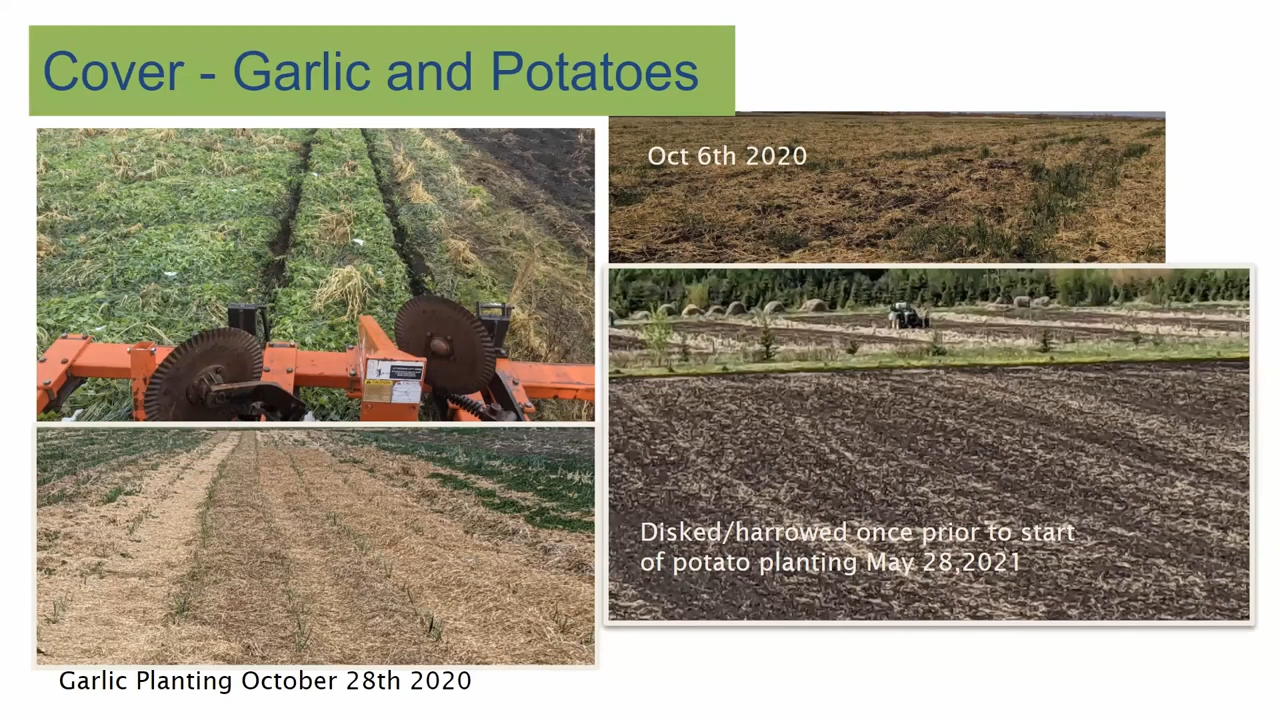 Cover - Garlic and Potatoes
Oct 6th 2020
Disked/harrowed once prior to start
of potato planting May 28,2021
Garlic Planting October 28th 2020